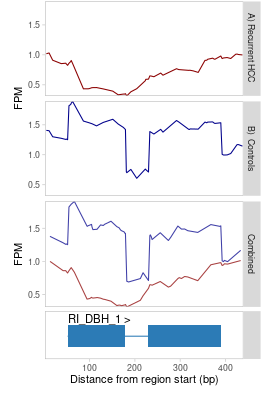 1.5
1.0
0.5
A) Recurrent HCC
FPM
1.5
1.0
0.5
B) Controls
1.5
1.0
0.5
FPM
Combined
RI_DBH_1 >
100
200
300
400
Distance from region start (bp)